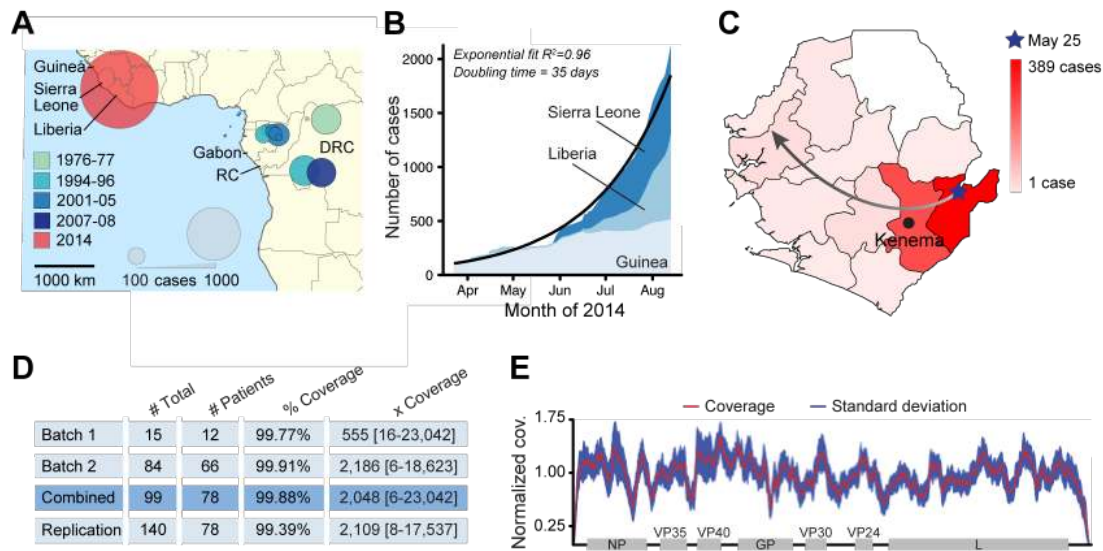 A
Guinea
Sierra
Leone
Liberia
Gabon
RC
DRC
1976-77
1994-96
2001-05
2007-08
2014
1000 km
100 cases 1000
B
Exponential fit R²=0.96
Doubling time = 35 days
Number of cases
2000
1500
1000
500
0
Sierra Leone
Liberia
Guinea
Apr May Jun Jul Aug
Month of 2014
C
May 25
389 cases
1 case
Kenema
D
# Total # Patients % Coverage x Coverage
Batch 1 15 12 99.77% 555 [16-23,042]
Batch 2 84 66 99.91% 2,186 [6-18,623]
Combined 99 78 99.88% 2,048 [6-23,042]
Replication 140 78 99.39% 2,109 [8-17,537]
E
Coverage Standard deviation
Normalized cov.
1.75
1.00
0.25
NP VP35 VP40 GP VP30 VP24 L